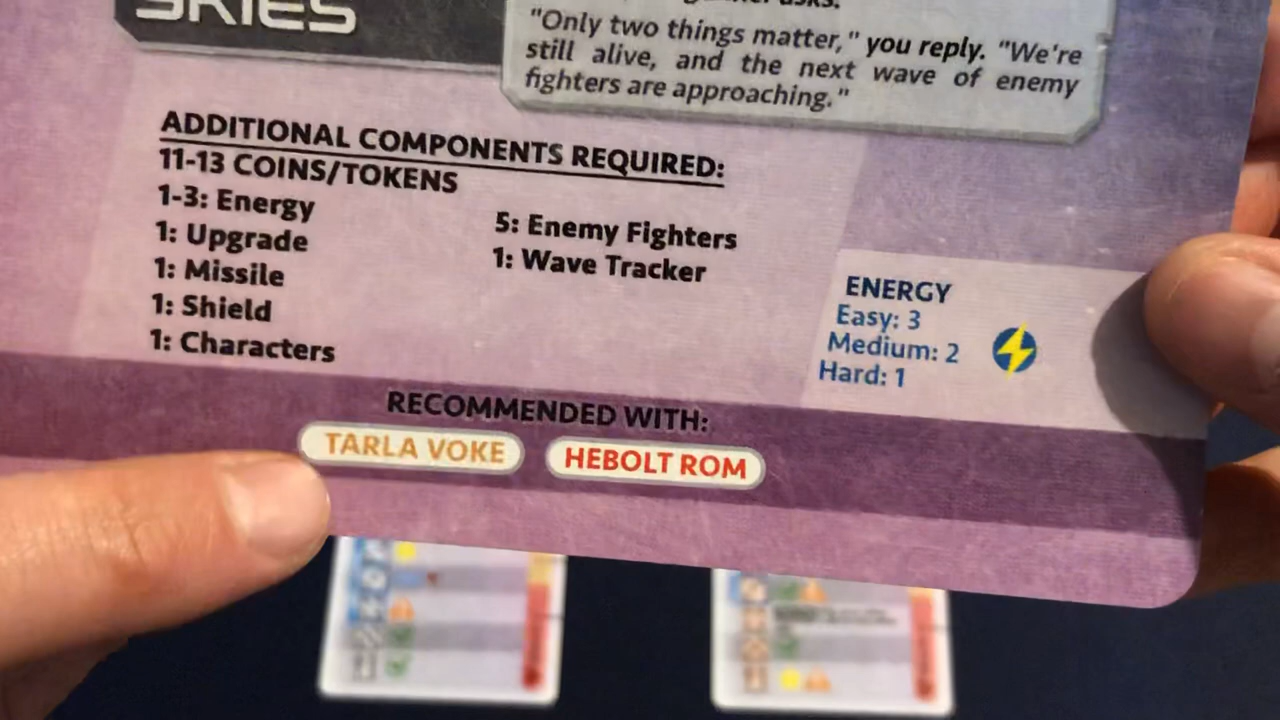 SKIES
asks.
"Only two things matter," you reply. "We're
still alive, and the next wave of enemy
fighters are approaching."
ADDITIONAL COMPONENTS REQUIRED:
11-13 COINS/TOKENS
1-3: Energy
1: Upgrade
1: Missile
1: Shield
1: Characters
5: Enemy Fighters
1: Wave Tracker
ENERGY
Easy: 3
Medium: 2
Hard: 1
RECOMMENDED WITH:
TARLA VOKE
HEBOLT ROM